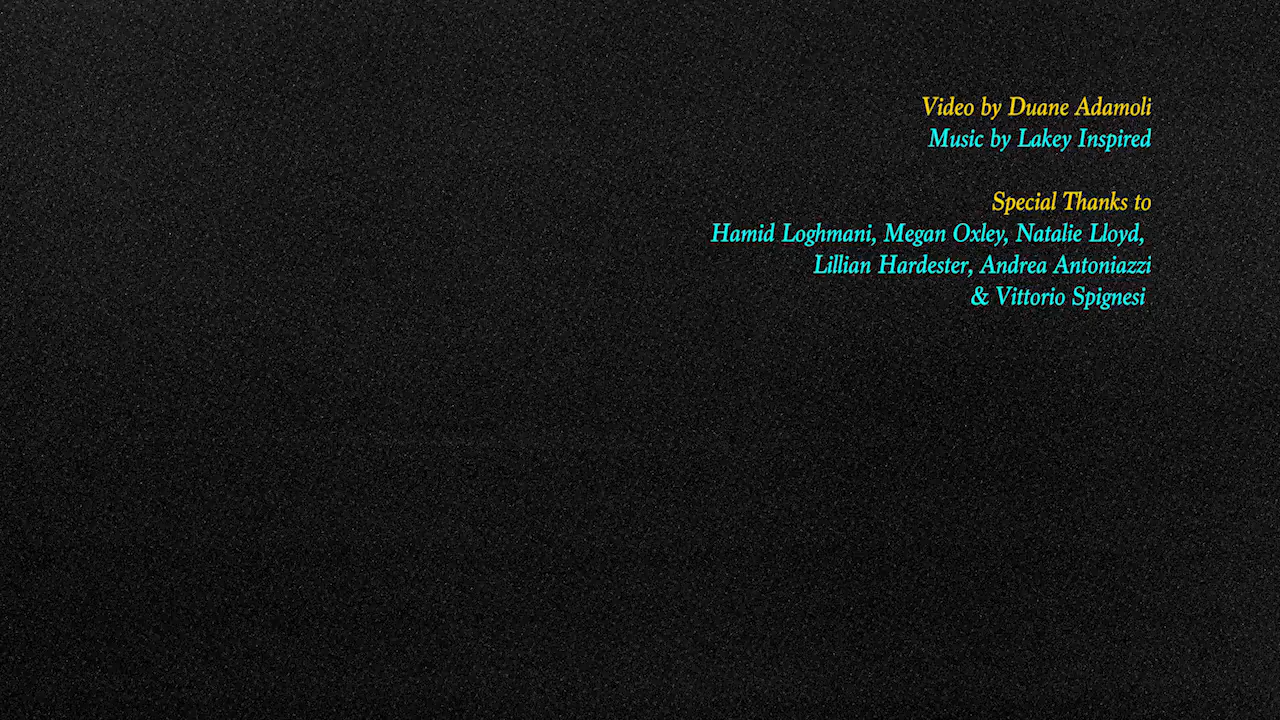 Video by Duane Adamoli
Music by Lakey Inspired
Special Thanks to
Hamid Loghmani, Megan Oxley, Natalie Lloyd,
Lillian Hardester, Andrea Antoniazzi
& Vittorio Spignesi